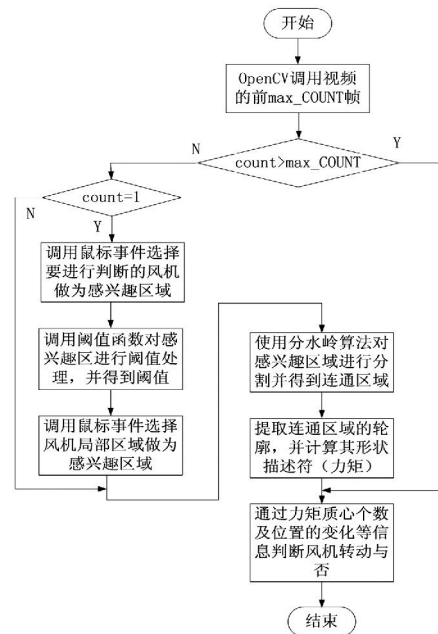 开始
OpenCV调用视频
的前max_COUNT帧
N
Y
count>max_COUNT
count=1
N
Y
调用鼠标事件选择
要进行判断的风机
做为感兴趣区域
调用阈值函数对感
兴趣区进行阈值处
理，并得到阈值
调用鼠标事件选择
风机局部区域做为
感兴趣区域
使用分水岭算法对
感兴趣区域进行分
割并得到连通区域
提取连通区域的轮
廓，并计算其形状
描述符（力矩）
通过力矩质心个数
及位置的变化等信
息判断风机转动与
否
结束